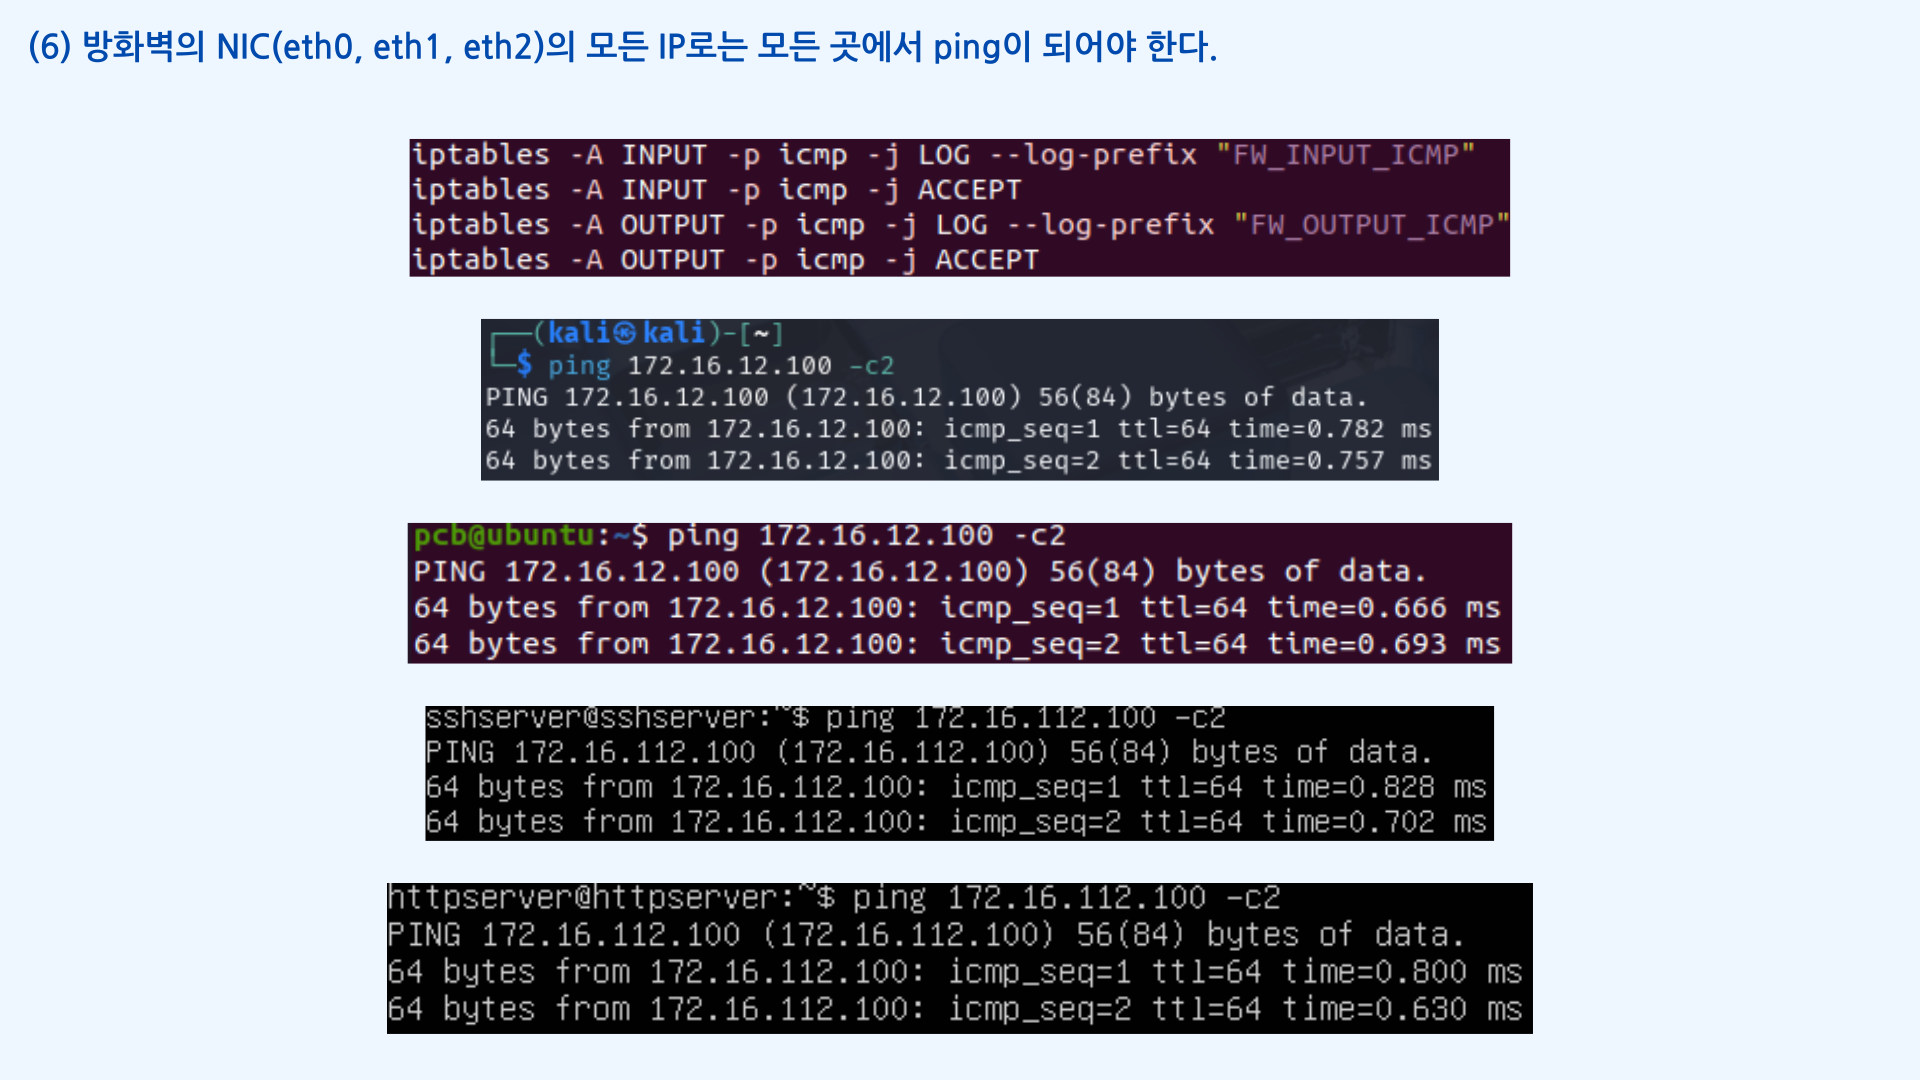 (6) 방화벽의 NIC(eth0, eth1, eth2)의 모든 IP로는 모든 곳에서 ping이 되어야 한다.
iptables -A INPUT -p icmp -j LOG --log-prefix "FW_INPUT_ICMP"
iptables -A INPUT -p icmp -j ACCEPT
iptables -A OUTPUT -p icmp -j LOG --log-prefix "FW_OUTPUT_ICMP"
iptables -A OUTPUT -p icmp -j ACCEPT
┌──(kali㉿kali)-[~]
└─$ ping 172.16.12.100 -c2
PING 172.16.12.100 (172.16.12.100) 56(84) bytes of data.
64 bytes from 172.16.12.100: icmp_seq=1 ttl=64 time=0.782 ms
64 bytes from 172.16.12.100: icmp_seq=2 ttl=64 time=0.757 ms
pcb@ubuntu:~$ ping 172.16.12.100 -c2
PING 172.16.12.100 (172.16.12.100) 56(84) bytes of data.
64 bytes from 172.16.12.100: icmp_seq=1 ttl=64 time=0.666 ms
64 bytes from 172.16.12.100: icmp_seq=2 ttl=64 time=0.693 ms
sshserver@sshserver:~$ ping 172.16.112.100 -c2
PING 172.16.112.100 (172.16.112.100) 56(84) bytes of data.
64 bytes from 172.16.112.100: icmp_seq=1 ttl=64 time=0.828 ms
64 bytes from 172.16.112.100: icmp_seq=2 ttl=64 time=0.702 ms
httpserver@httpserver:~$ ping 172.16.112.100 -c2
PING 172.16.112.100 (172.16.112.100) 56(84) bytes of data.
64 bytes from 172.16.112.100: icmp_seq=1 ttl=64 time=0.800 ms
64 bytes from 172.16.112.100: icmp_seq=2 ttl=64 time=0.630 ms